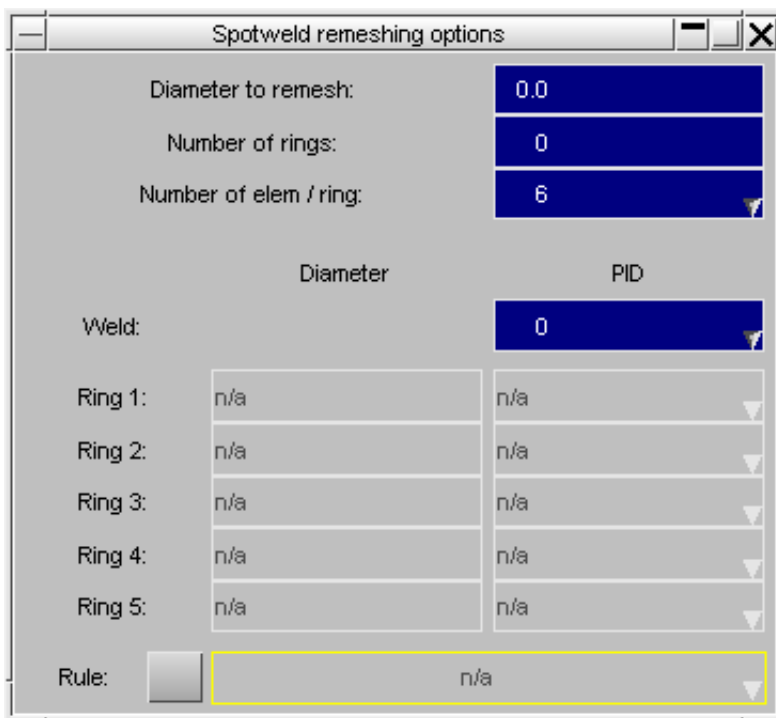 Spotweld remeshing options
Diameter to remesh: 0.0
Number of rings: 0
Number of elem / ring: 6
Diameter PID
Weld: 0
Ring 1: n/a n/a
Ring 2: n/a n/a
Ring 3: n/a n/a
Ring 4: n/a n/a
Ring 5: n/a n/a
Rule: n/a